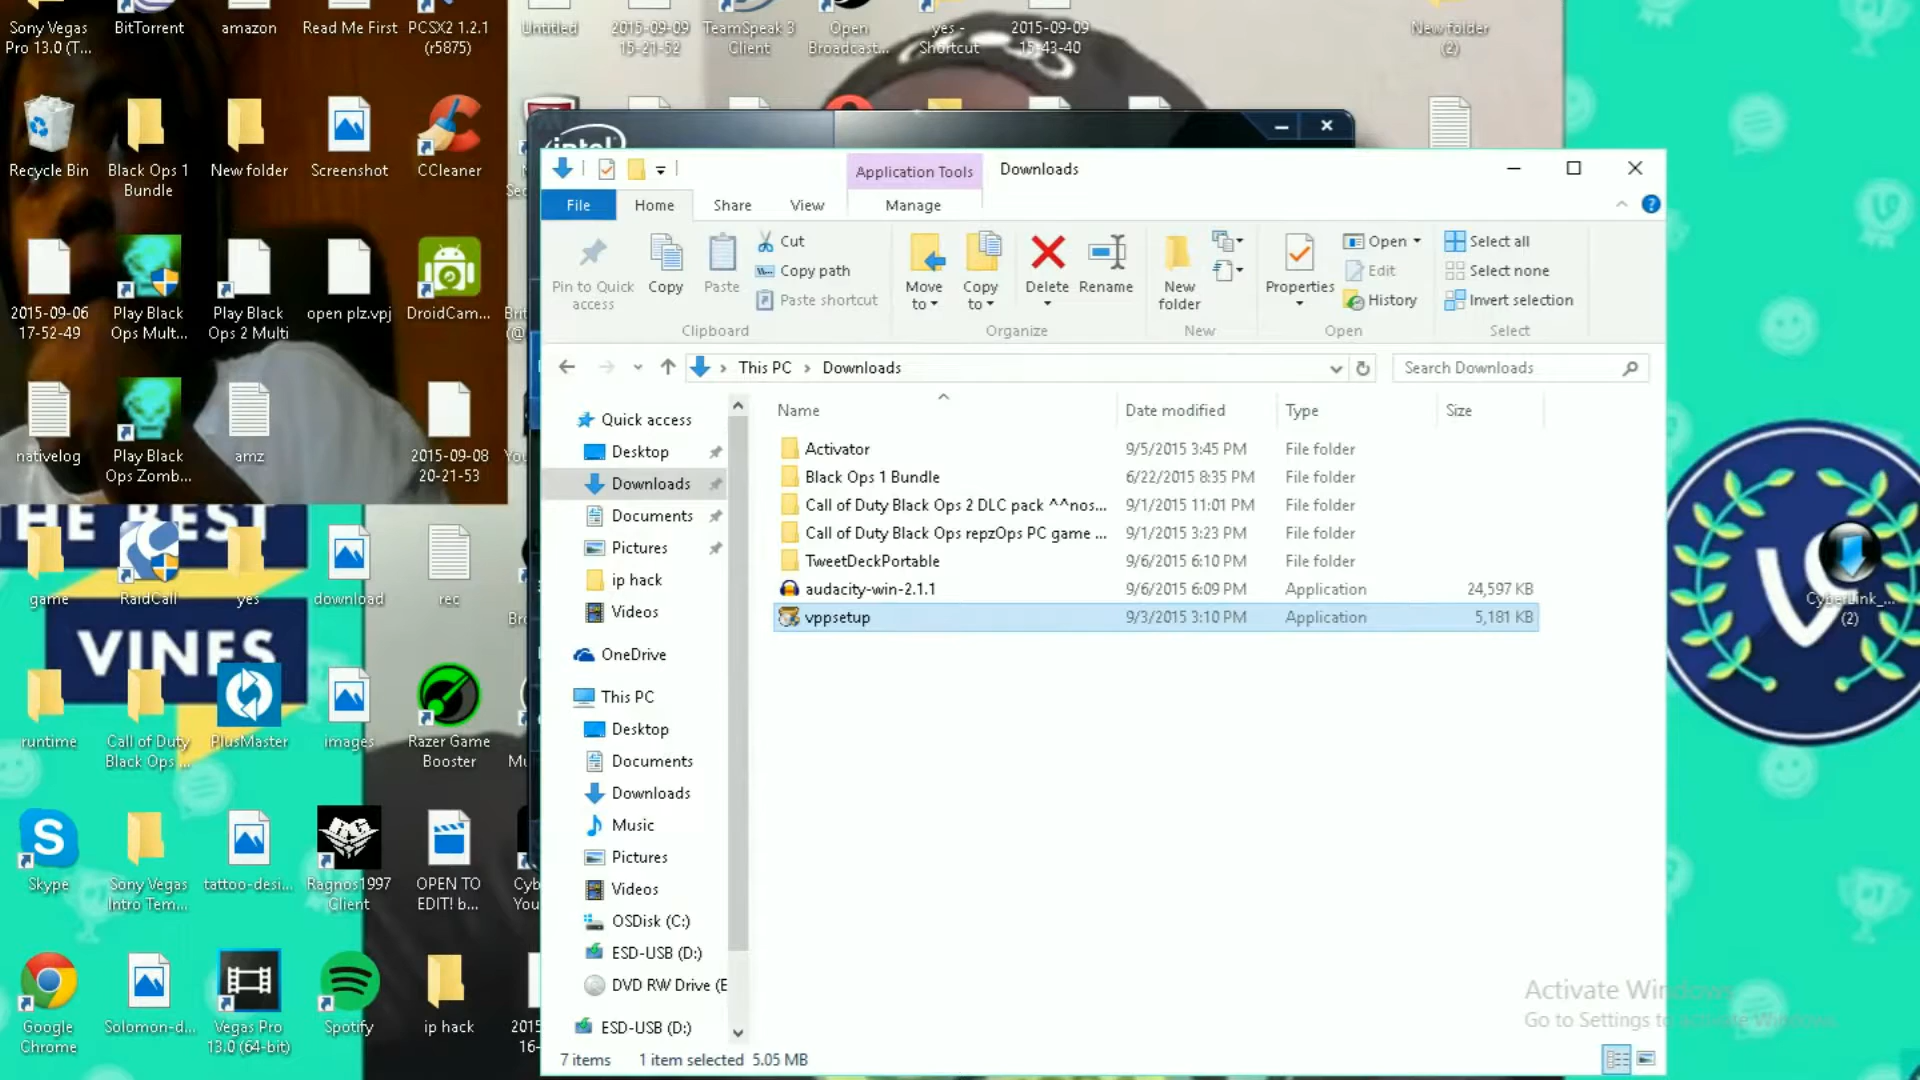 Sony Vegas
Pro 13.0 (T...
BitTorrent
amazon
Read Me First
PCSX2 1.2.1
(r5875)
Untitled
2015-09-09
15-21-52
TeamSpeak 3
Client
Open
Broadcast...
yes -
Shortcut
2015-09-09
15-43-40
New folder
(2)
Recycle Bin
Black Ops 1
Bundle
New folder
Screenshot
CCleaner
intel
Application Tools
Downloads
File
Home
Share
View
Manage
Pin to Quick
access
Copy
Paste
Cut
Copy path
Paste shortcut
Clipboard
Move
to
Copy
to
Delete
Rename
Organize
New
folder
New
Properties
Open
Edit
History
Open
Select all
Select none
Invert selection
Select
2015-09-06
17-52-49
Play Black
Ops Mult...
Play Black
Ops 2 Multi
open plz.vpj
DroidCam...
This PC > Downloads
Search Downloads
nativelog
Play Black
Ops Zomb...
amz
2015-09-08
20-21-53
Quick access
Desktop
Downloads
Documents
Pictures
ip hack
Videos
OneDrive
This PC
Desktop
Documents
Downloads
Music
Pictures
Videos
OSDisk (C:)
ESD-USB (D:)
DVD RW Drive (E
ESD-USB (D:)
Name Date modified Type Size
Activator 9/5/2015 3:45 PM File folder
Black Ops 1 Bundle 6/22/2015 8:35 PM File folder
Call of Duty Black Ops 2 DLC pack ^^nos... 9/1/2015 11:01 PM File folder
Call of Duty Black Ops repzOps PC game ... 9/1/2015 3:23 PM File folder
TweetDeckPortable 9/6/2015 6:10 PM File folder
audacity-win-2.1.1 9/6/2015 6:09 PM Application 24,597 KB
vppsetup 9/3/2015 3:10 PM Application 5,181 KB
THE BEST
VINES
game
RaidCall
yes
download
rec
CyberLink_...
(2)
runtime
Call of Duty
Black Ops ...
PlusMaster
images
Razer Game
Booster
Skype
Sony Vegas
Intro Tem...
tattoo-desi...
Ragnos1997
Client
OPEN TO
EDIT! b...
Cyb
You
Google
Chrome
Solomon-d...
Vegas Pro
13.0 (64-bit)
Spotify
ip hack
2015
16-
Activate Windows
Go to Settings to activate Windows.
7 items 1 item selected 5.05 MB